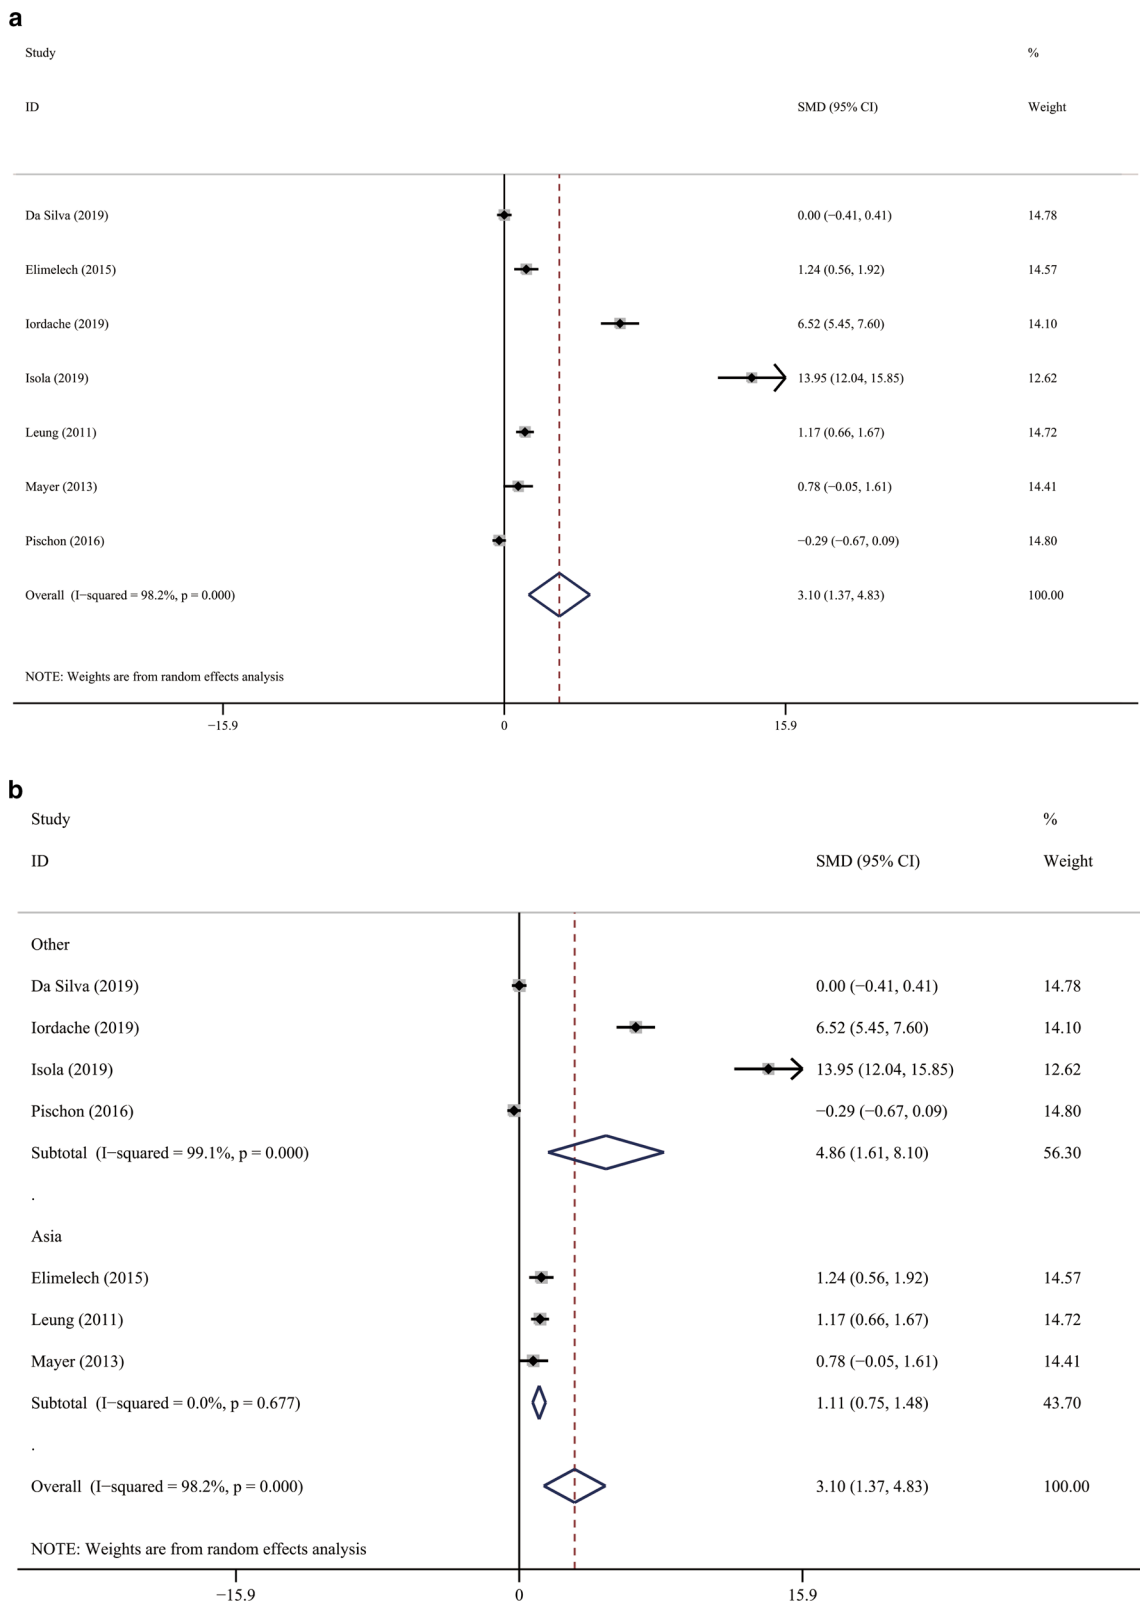 a
Study %
ID SMD (95% CI) Weight
Da Silva (2019) 0.00 (−0.41, 0.41) 14.78
Elimelech (2015) 1.24 (0.56, 1.92) 14.57
Iordache (2019) 6.52 (5.45, 7.60) 14.10
Isola (2019) 13.95 (12.04, 15.85) 12.62
Leung (2011) 1.17 (0.66, 1.67) 14.72
Mayer (2013) 0.78 (−0.05, 1.61) 14.41
Pischon (2016) −0.29 (−0.67, 0.09) 14.80
Overall (I−squared = 98.2%, p = 0.000) 3.10 (1.37, 4.83) 100.00
NOTE: Weights are from random effects analysis
−15.9 0 15.9
b
Study %
ID SMD (95% CI) Weight
Other
Da Silva (2019) 0.00 (−0.41, 0.41) 14.78
Iordache (2019) 6.52 (5.45, 7.60) 14.10
Isola (2019) 13.95 (12.04, 15.85) 12.62
Pischon (2016) −0.29 (−0.67, 0.09) 14.80
Subtotal (I−squared = 99.1%, p = 0.000) 4.86 (1.61, 8.10) 56.30
.
Asia
Elimelech (2015) 1.24 (0.56, 1.92) 14.57
Leung (2011) 1.17 (0.66, 1.67) 14.72
Mayer (2013) 0.78 (−0.05, 1.61) 14.41
Subtotal (I−squared = 0.0%, p = 0.677) 1.11 (0.75, 1.48) 43.70
.
Overall (I−squared = 98.2%, p = 0.000) 3.10 (1.37, 4.83) 100.00
NOTE: Weights are from random effects analysis
−15.9 0 15.9